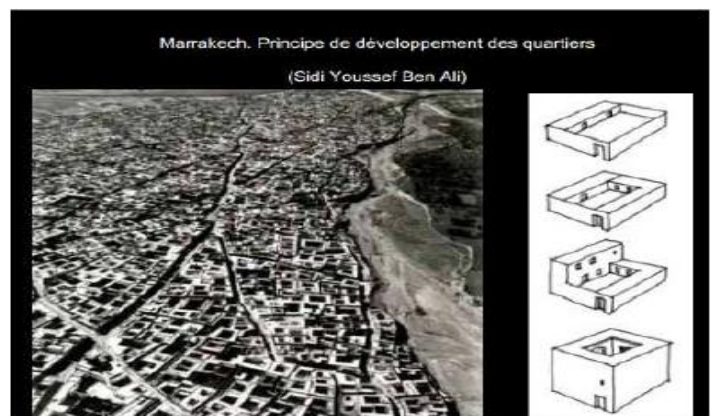 Marrakech. Principe de développement des quartiers
(Sidi Youssef Ben Ali)